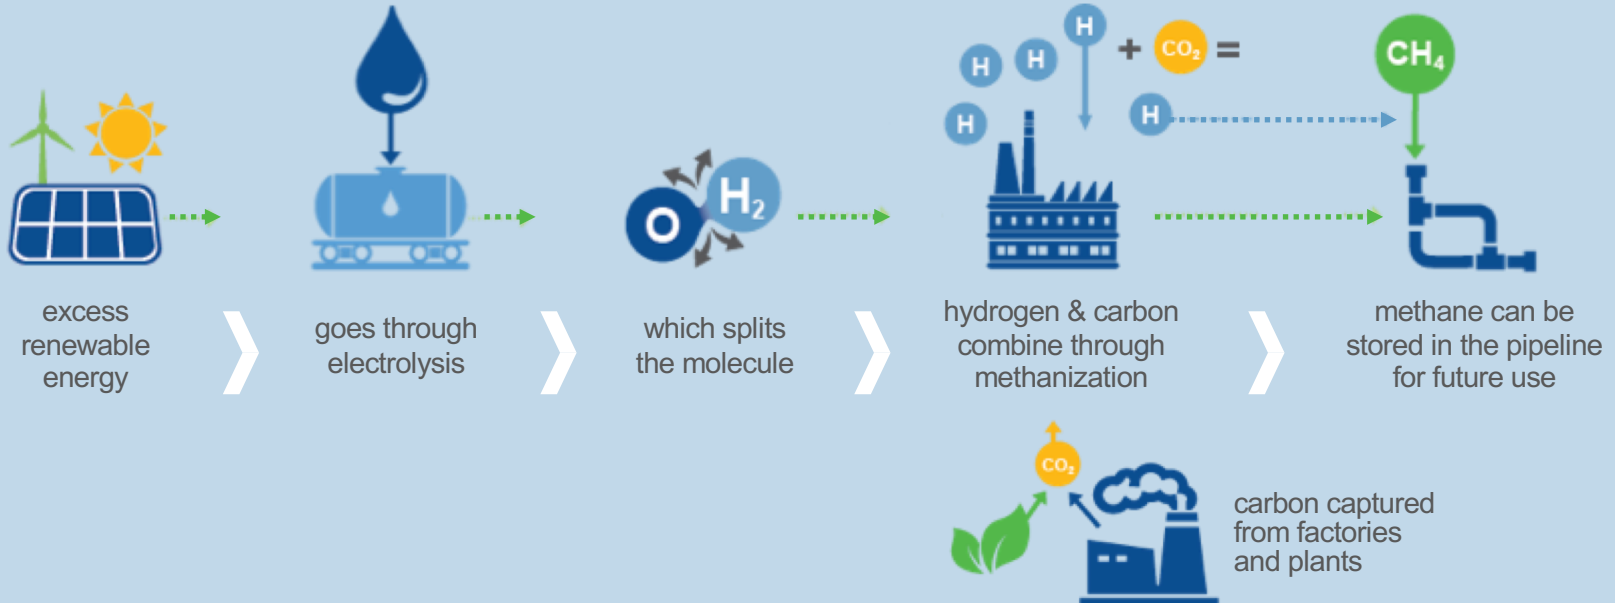 H
H
H
H
+
CO₂
=
H
CH₄
O
H₂
excess
renewable
energy
goes through
electrolysis
which splits
the molecule
hydrogen & carbon
combine through
methanization
methane can be
stored in the pipeline
for future use
CO₂
carbon captured
from factories
and plants